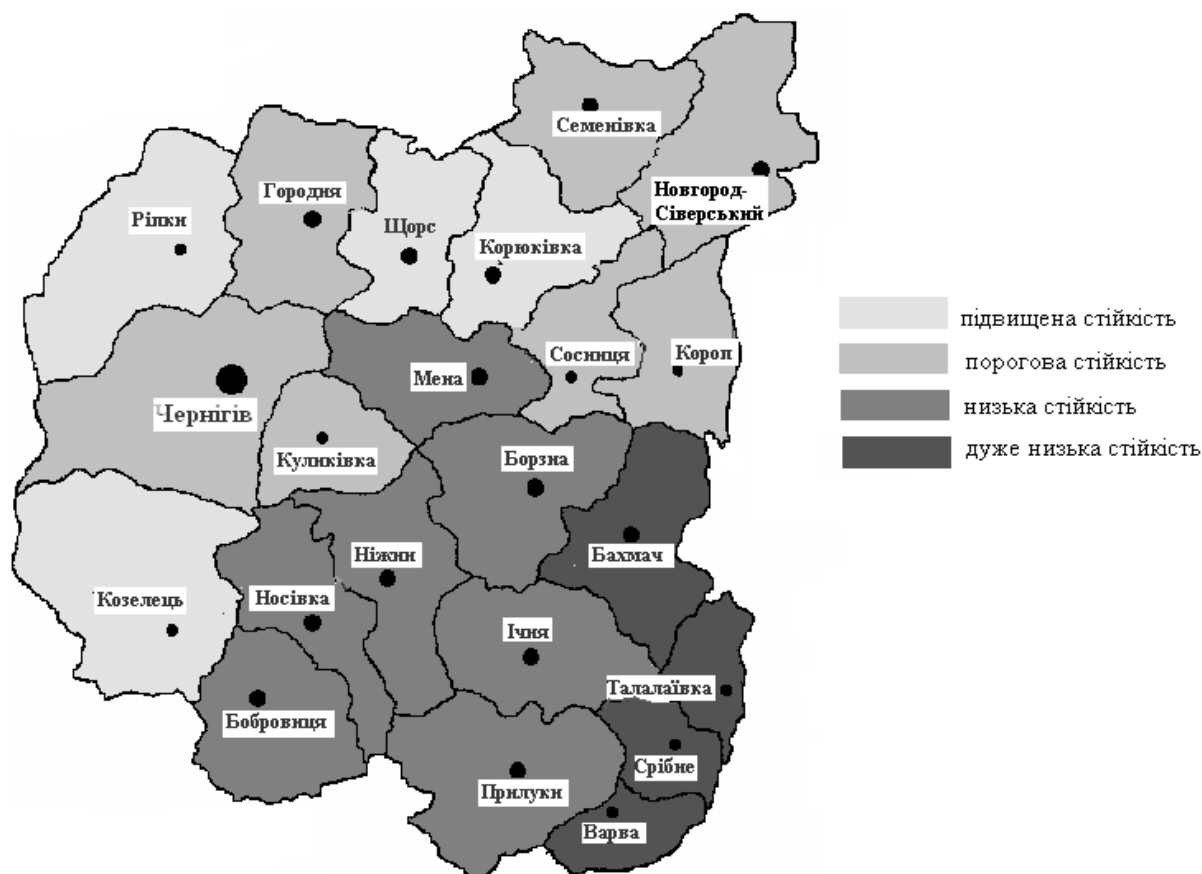 Семенівка
Новгород-
Сіверський
Городня
Ріпки
Щорс
Корюківка
підвищена стійкість
порогова стійкість
низька стійкість
дуже низька стійкість
Сосниця
Короп
Мена
Чернігів
Куликівка
Борзна
Ніжин
Бахмач
Козелець
Носівка
Ічня
Талалаївка
Бобровиця
Срібне
Прилуки
Варва